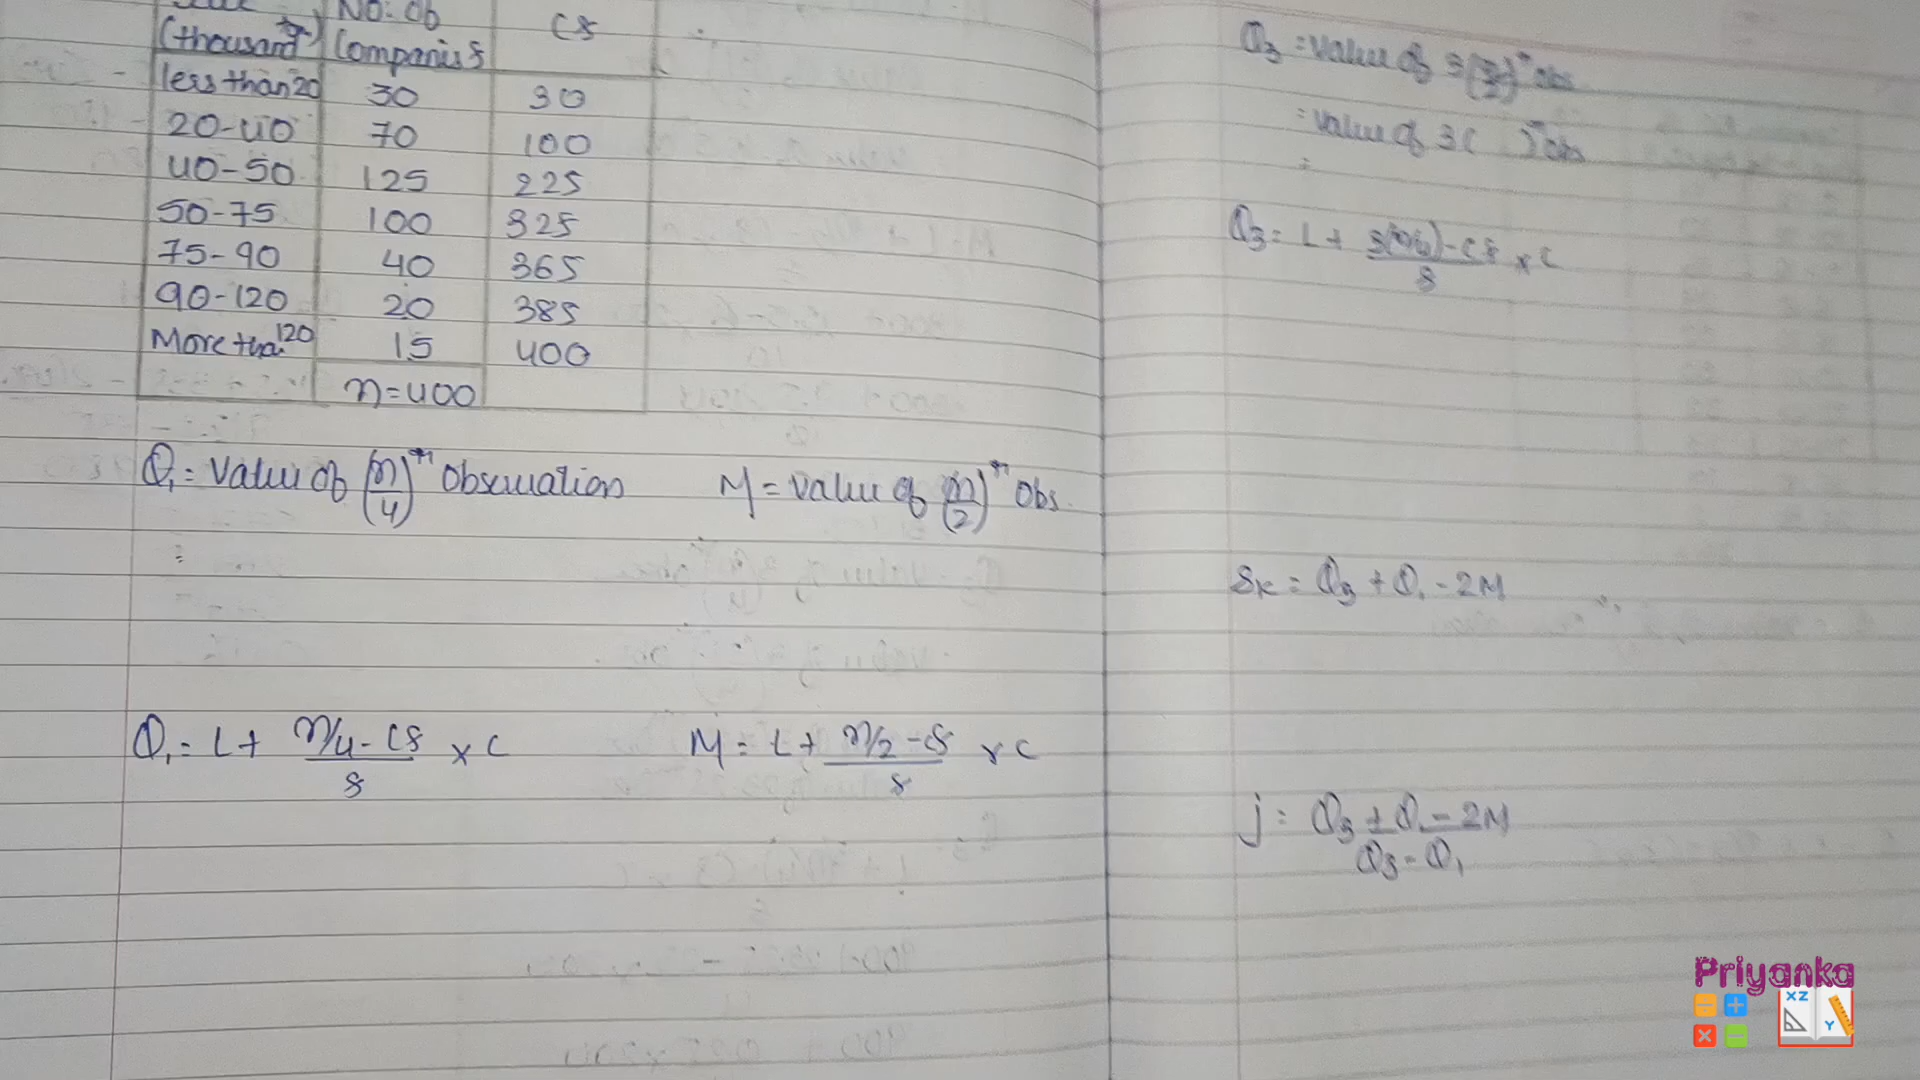 No. of
(thousand) Companies cf
less than 20 30 30
20-40 70 100
40-50 125 225
50-75 100 325
75-90 40 365
90-120 20 385
More than 120 15 400
n=400
Q₁ = Value of (n/4)ᵗʰ Observation M = Value of (n/2)ᵗʰ Obs.
=
Q₁ = L + n/4 - cf / f × c M = L + n/2 - cf / f × c
Q₃ = Value of 3(n/2)ᵗʰ obs
= Value of 3( )ᵗʰ obs
=
Q₃ = L + 3(n/4) - cf / f × c
Sk = Q₃ + Q₁ - 2M
j = Q₃ + Q₁ - 2M / Q₃ - Q₁
Priyanka
XZ
Y